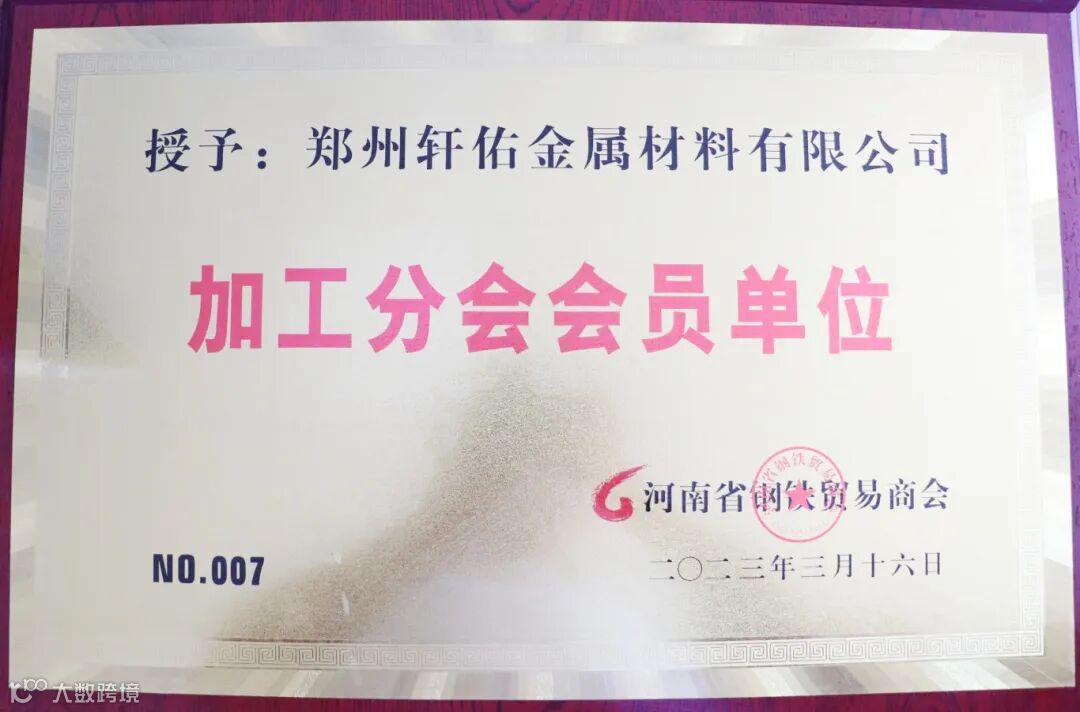 授予：郑州轩佑金属材料有限公司
加工分会会员单位
河南省钢铁贸易商会
NO.007
二〇二三年三月十六日
大数跨境